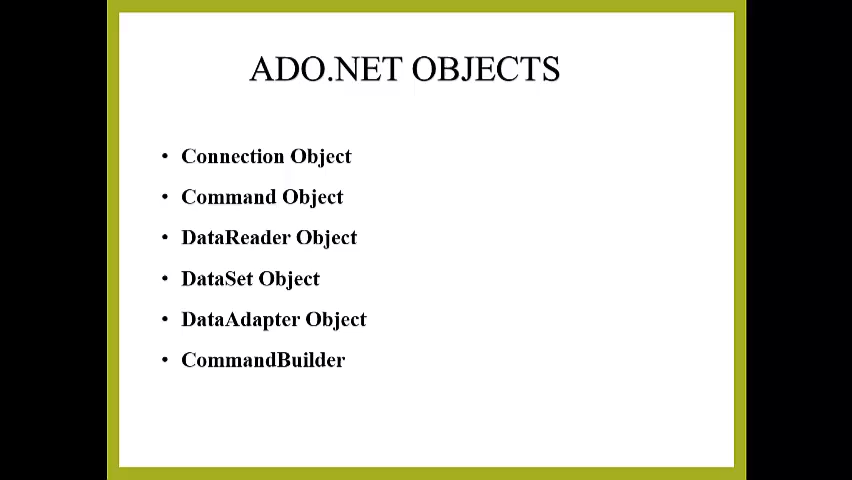 ADO.NET OBJECTS
• Connection Object
• Command Object
• DataReader Object
• DataSet Object
• DataAdapter Object
• CommandBuilder